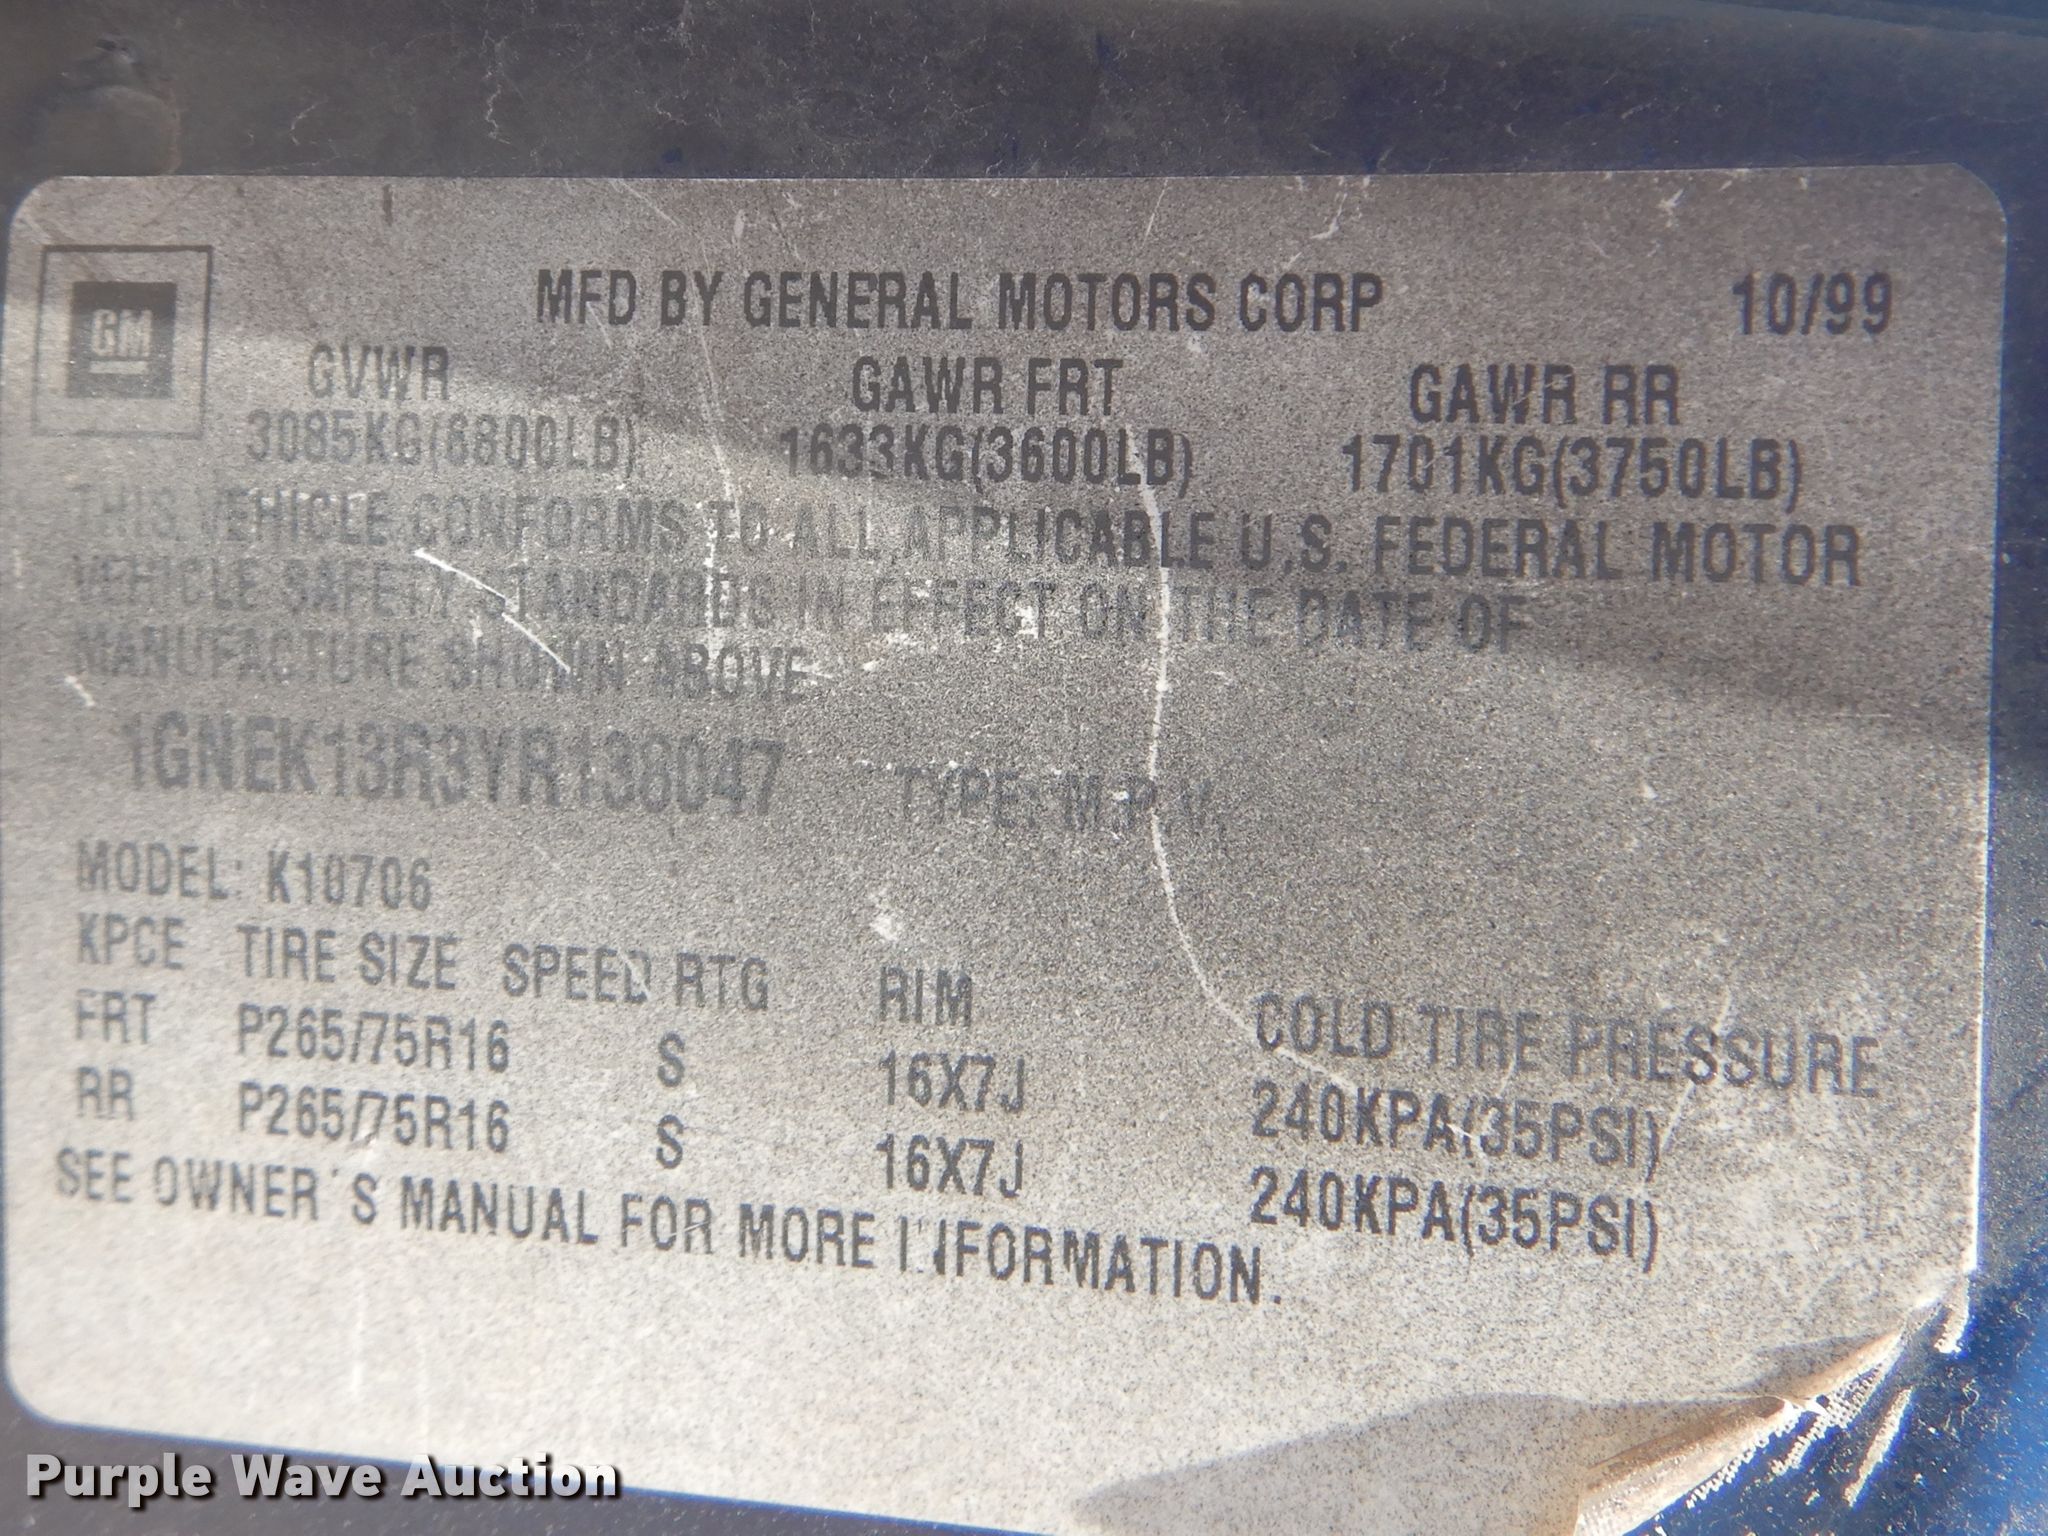 GM
MFD BY GENERAL MOTORS CORP 10/99
GVWR GAWR FRT GAWR RR
3085KG(6800LB) 1633KG(3600LB) 1701KG(3750LB)
THIS VEHICLE CONFORMS TO ALL APPLICABLE U.S. FEDERAL MOTOR
VEHICLE SAFETY STANDARDS IN EFFECT ON THE DATE OF
MANUFACTURE SHOWN ABOVE
1GNEK13R3YR138047 TYPE: M.P.V.
MODEL: K10706
KPCE TIRE SIZE SPEED RTG RIM COLD TIRE PRESSURE
FRT P265/75R16 S 16X7J 240KPA(35PSI)
RR P265/75R16 S 16X7J 240KPA(35PSI)
SEE OWNER'S MANUAL FOR MORE INFORMATION.
Purple Wave Auction